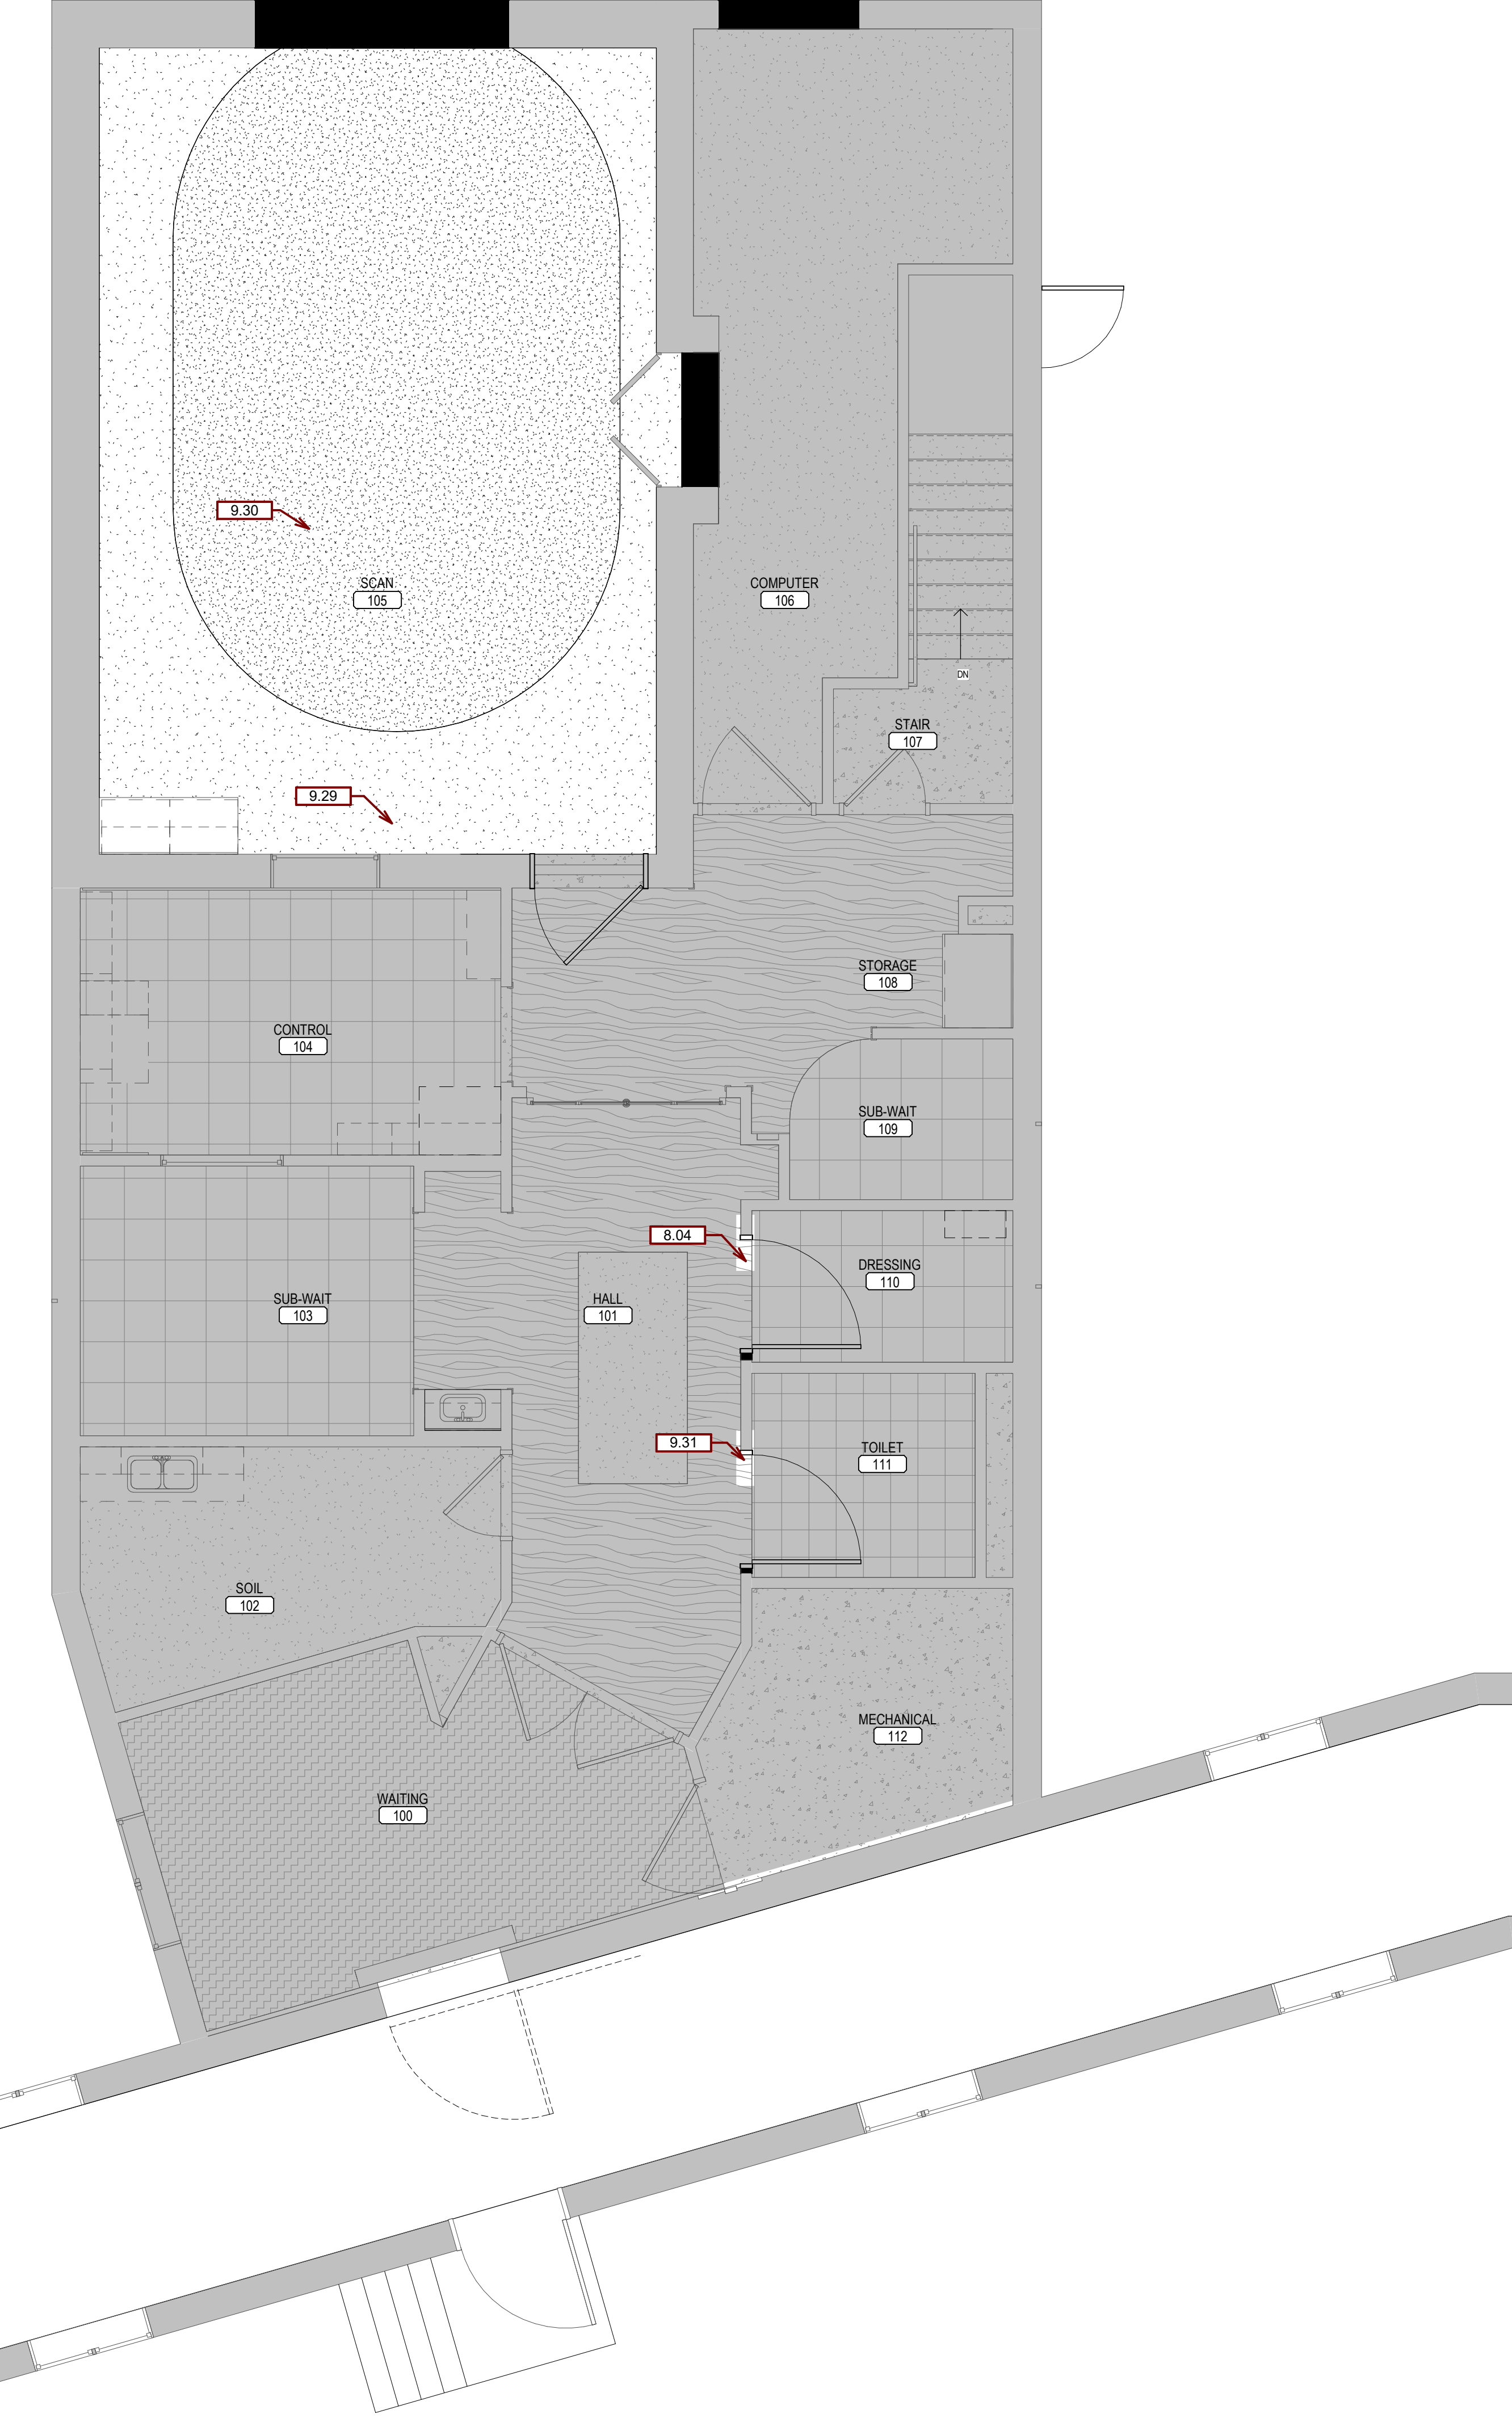 9.30
SCAN
105
COMPUTER
106
DN
STAIR
107
9.29
STORAGE
108
CONTROL
104
SUB-WAIT
109
8.04
DRESSING
110
SUB-WAIT
103
HALL
101
9.31
TOILET
111
SOIL
102
MECHANICAL
112
WAITING
100